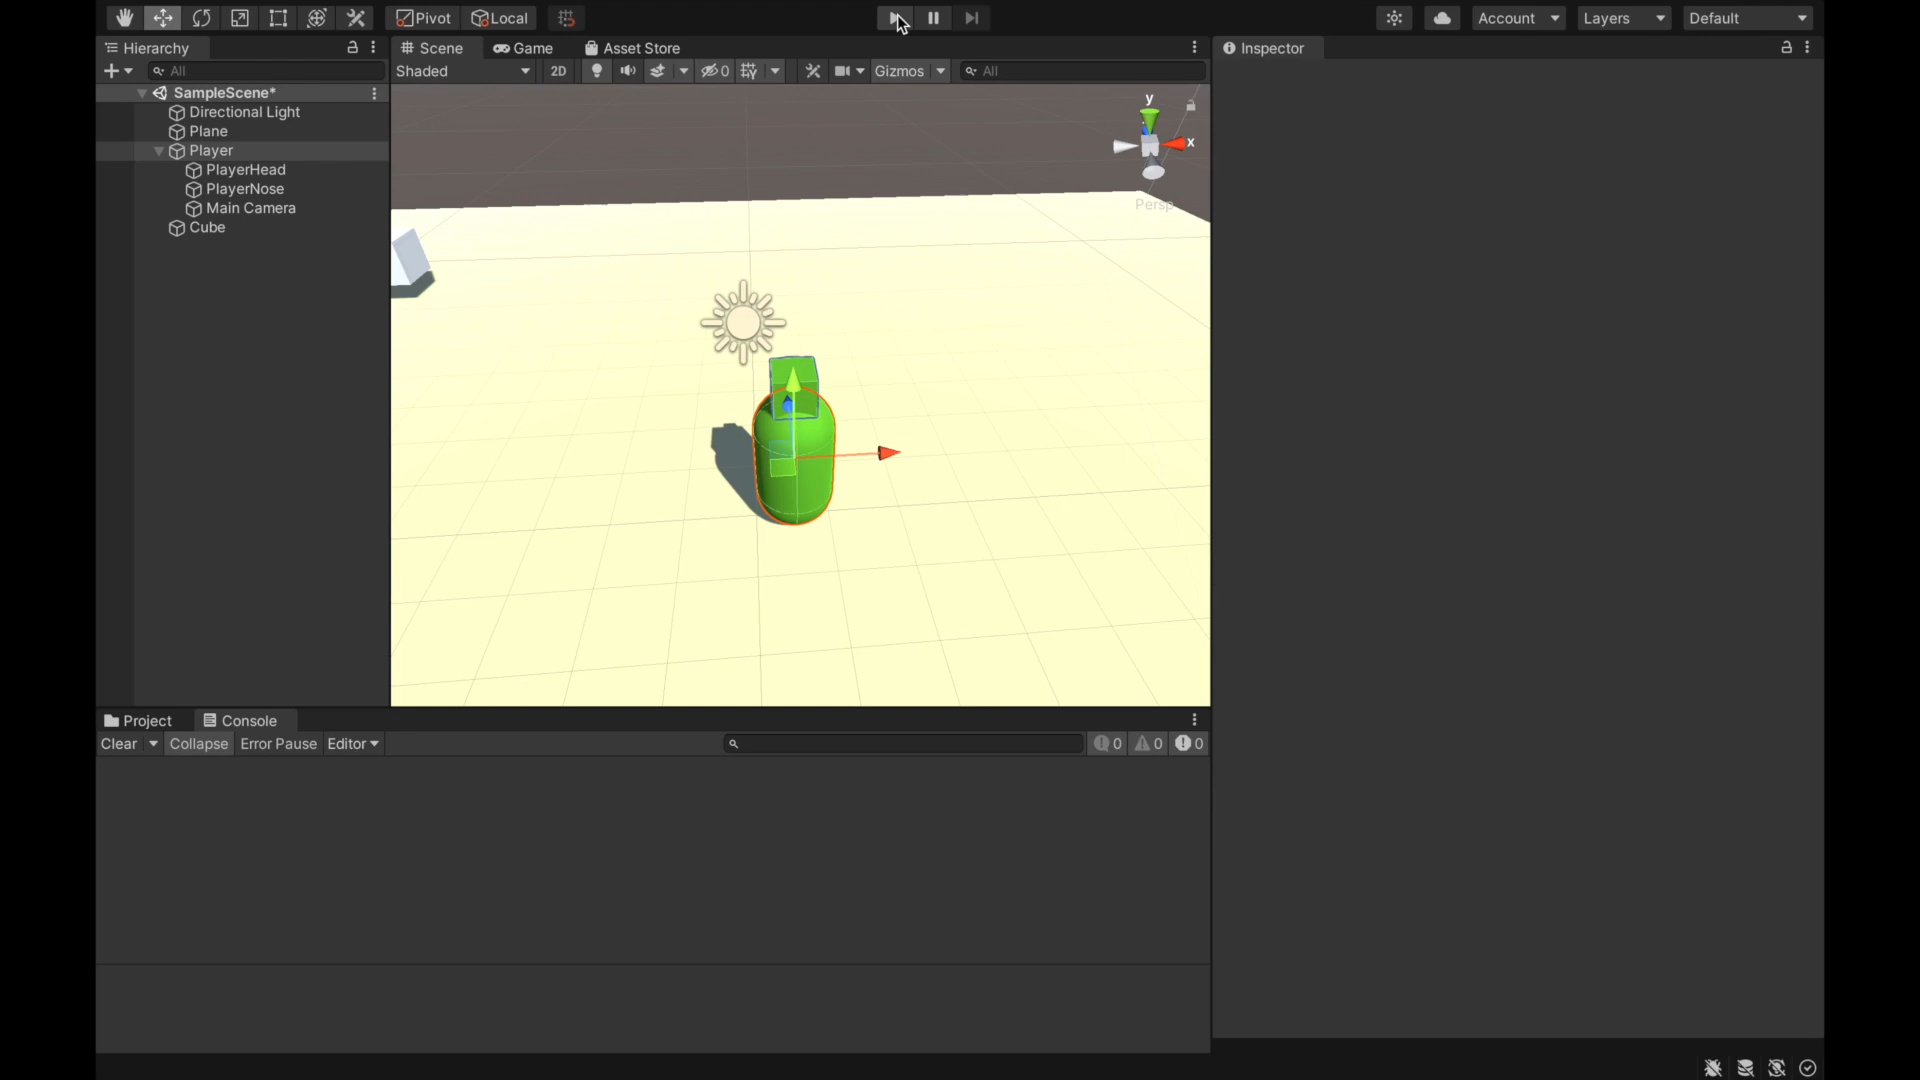 Pivot Local Account Layers Default
Hierarchy Scene Game Asset Store Inspector
All Shaded 2D 0 Gizmos All
SampleScene*
Directional Light
Plane
Player
PlayerHead
PlayerNose
Main Camera
Cube
y
x
Persp
Project Console
Clear Collapse Error Pause Editor 0 0 0